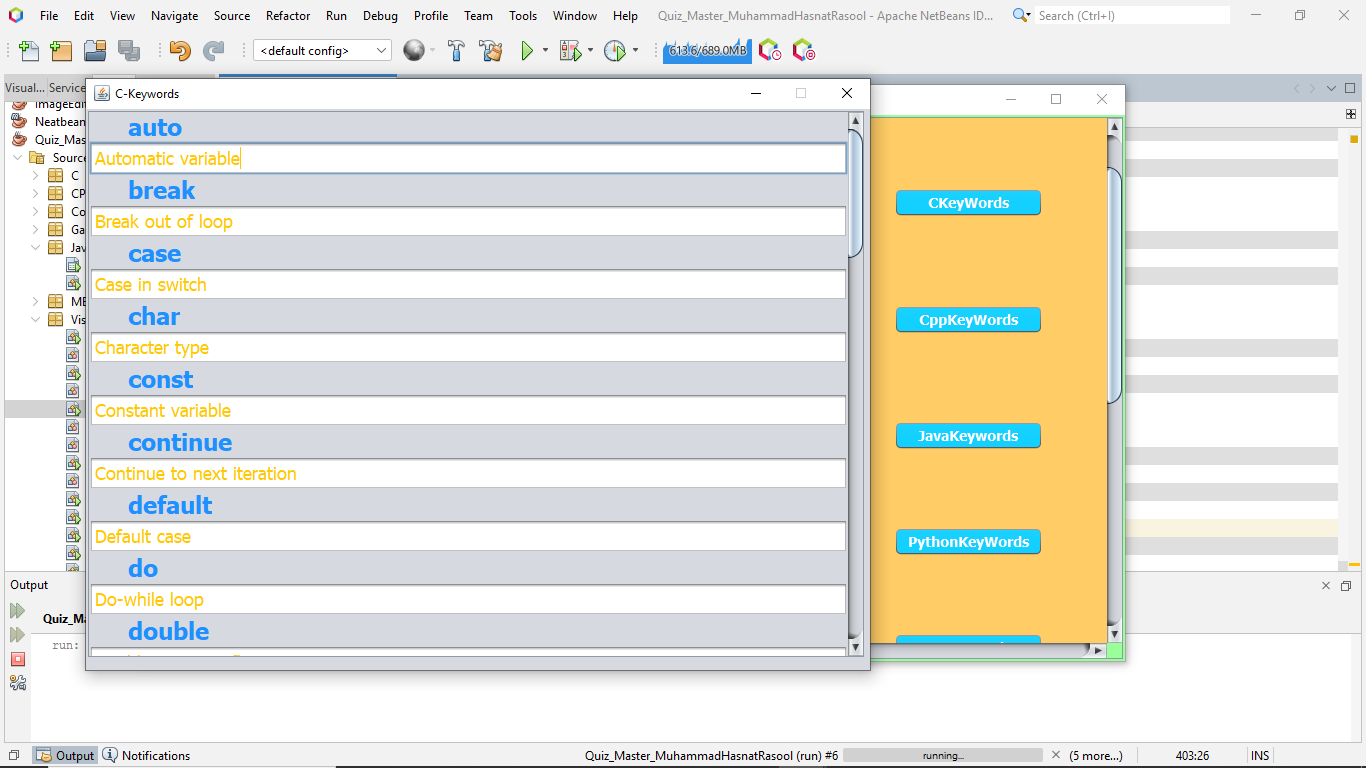 File Edit View Navigate Source Refactor Run Debug Profile Team Tools Window Help Quiz_Master_MuhammadHasnatRasool - Apache NetBeans ID... Search (Ctrl+I)
<default config> 613.6/689.0MB
Visual... Service
C-Keywords
auto
Automatic variable
break
Break out of loop
case
Case in switch
char
Character type
const
Constant variable
continue
Continue to next iteration
default
Default case
do
Do-while loop
double
CKeyWords
CppKeyWords
JavaKeywords
PythonKeyWords
ImageEdi
Neatbean
Quiz_Mas
Source
C
CP
Co
Ga
Jav
ME
Vis
Output
Quiz_Ma
run:
Output Notifications Quiz_Master_MuhammadHasnatRasool (run) #6 running... (5 more...) 403:26 INS